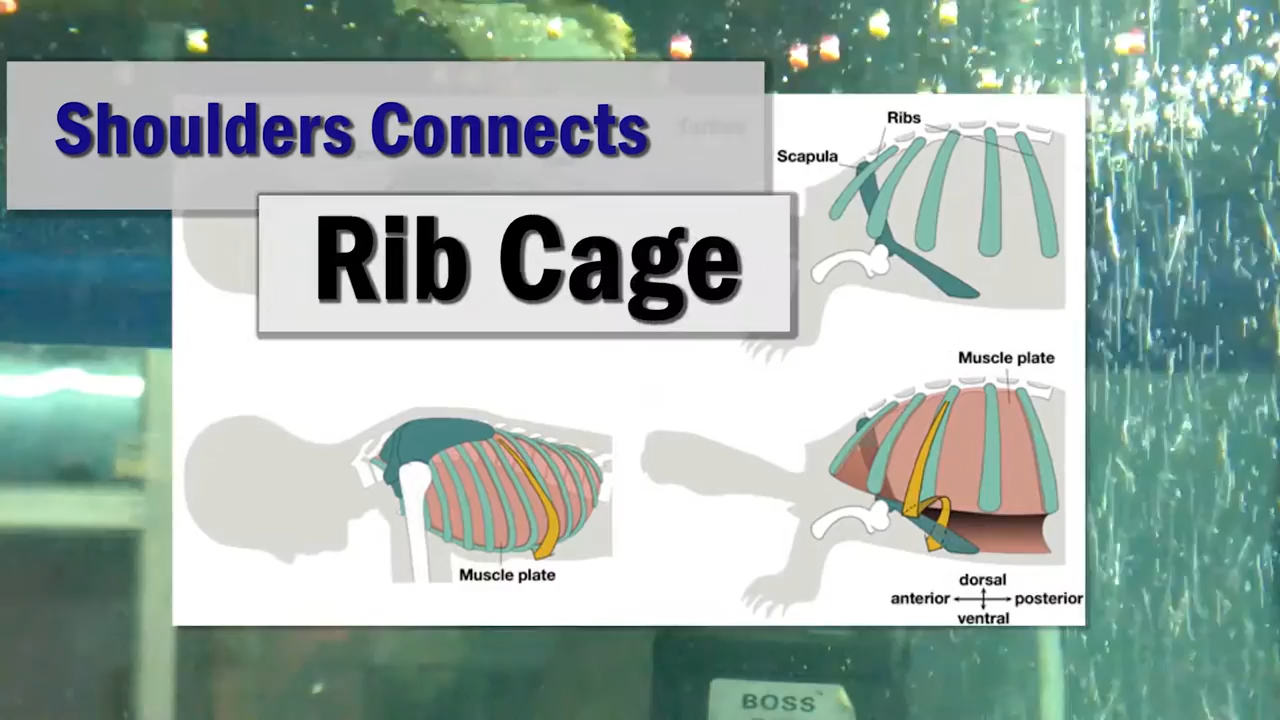 Shoulders Connects
Rib Cage
Ribs
Scapula
Muscle plate
Muscle plate
dorsal
anterior
posterior
ventral
BOSS